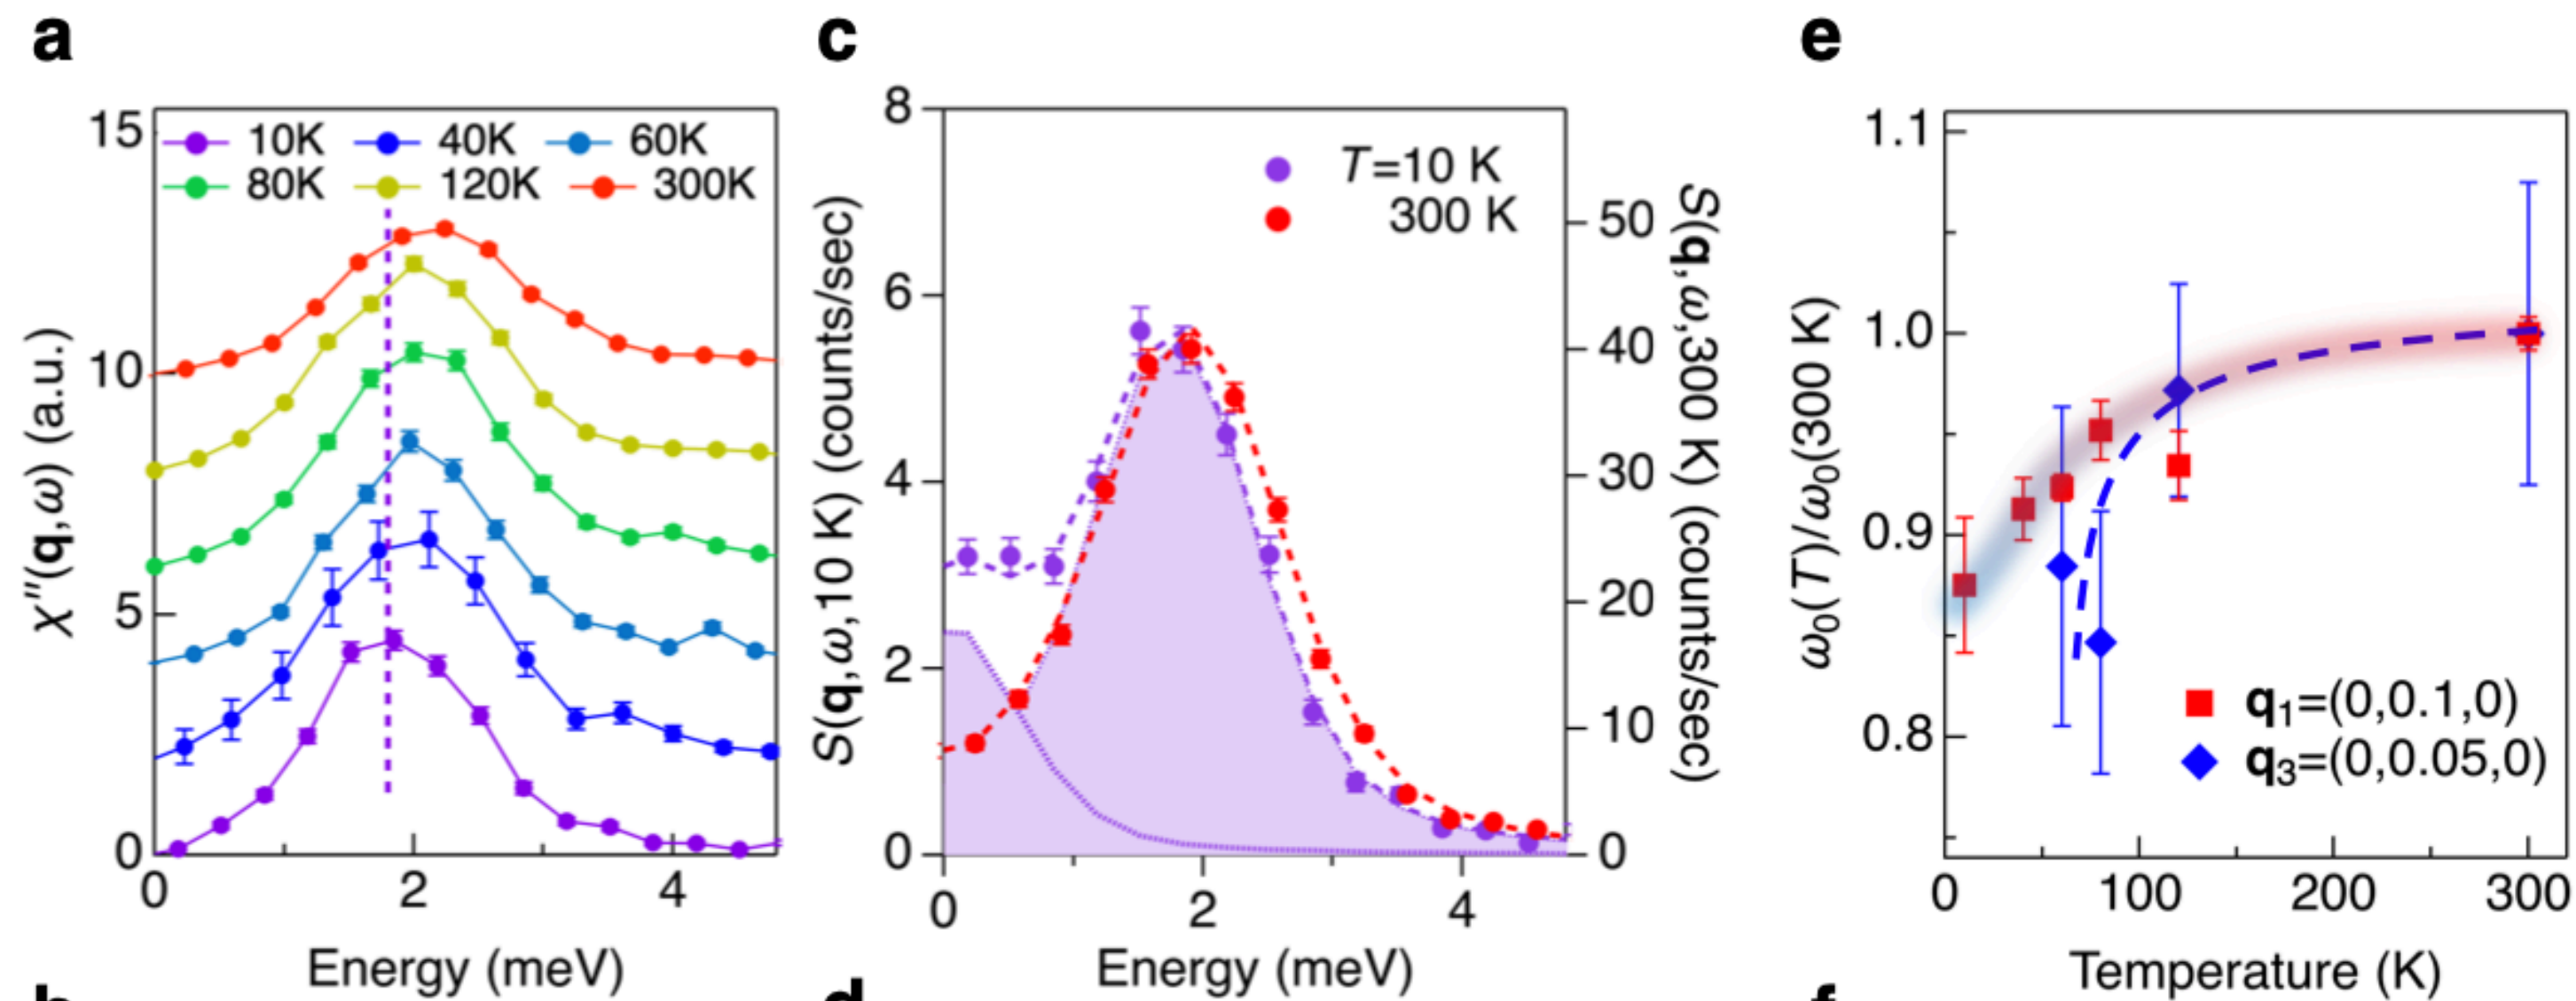 a
c
e
15
10
5
0
χ″(q,ω) (a.u.)
10K 40K 60K
80K 120K 300K
0 2 4
Energy (meV)
8
6
4
2
0
S(q,ω,10 K) (counts/sec)
T=10 K
300 K
50
40
30
20
10
0
S(q,ω,300 K) (counts/sec)
0 2 4
Energy (meV)
1.1
1.0
0.9
0.8
ω0(T)/ω0(300 K)
q1=(0,0.1,0)
q3=(0,0.05,0)
0 100 200 300
Temperature (K)